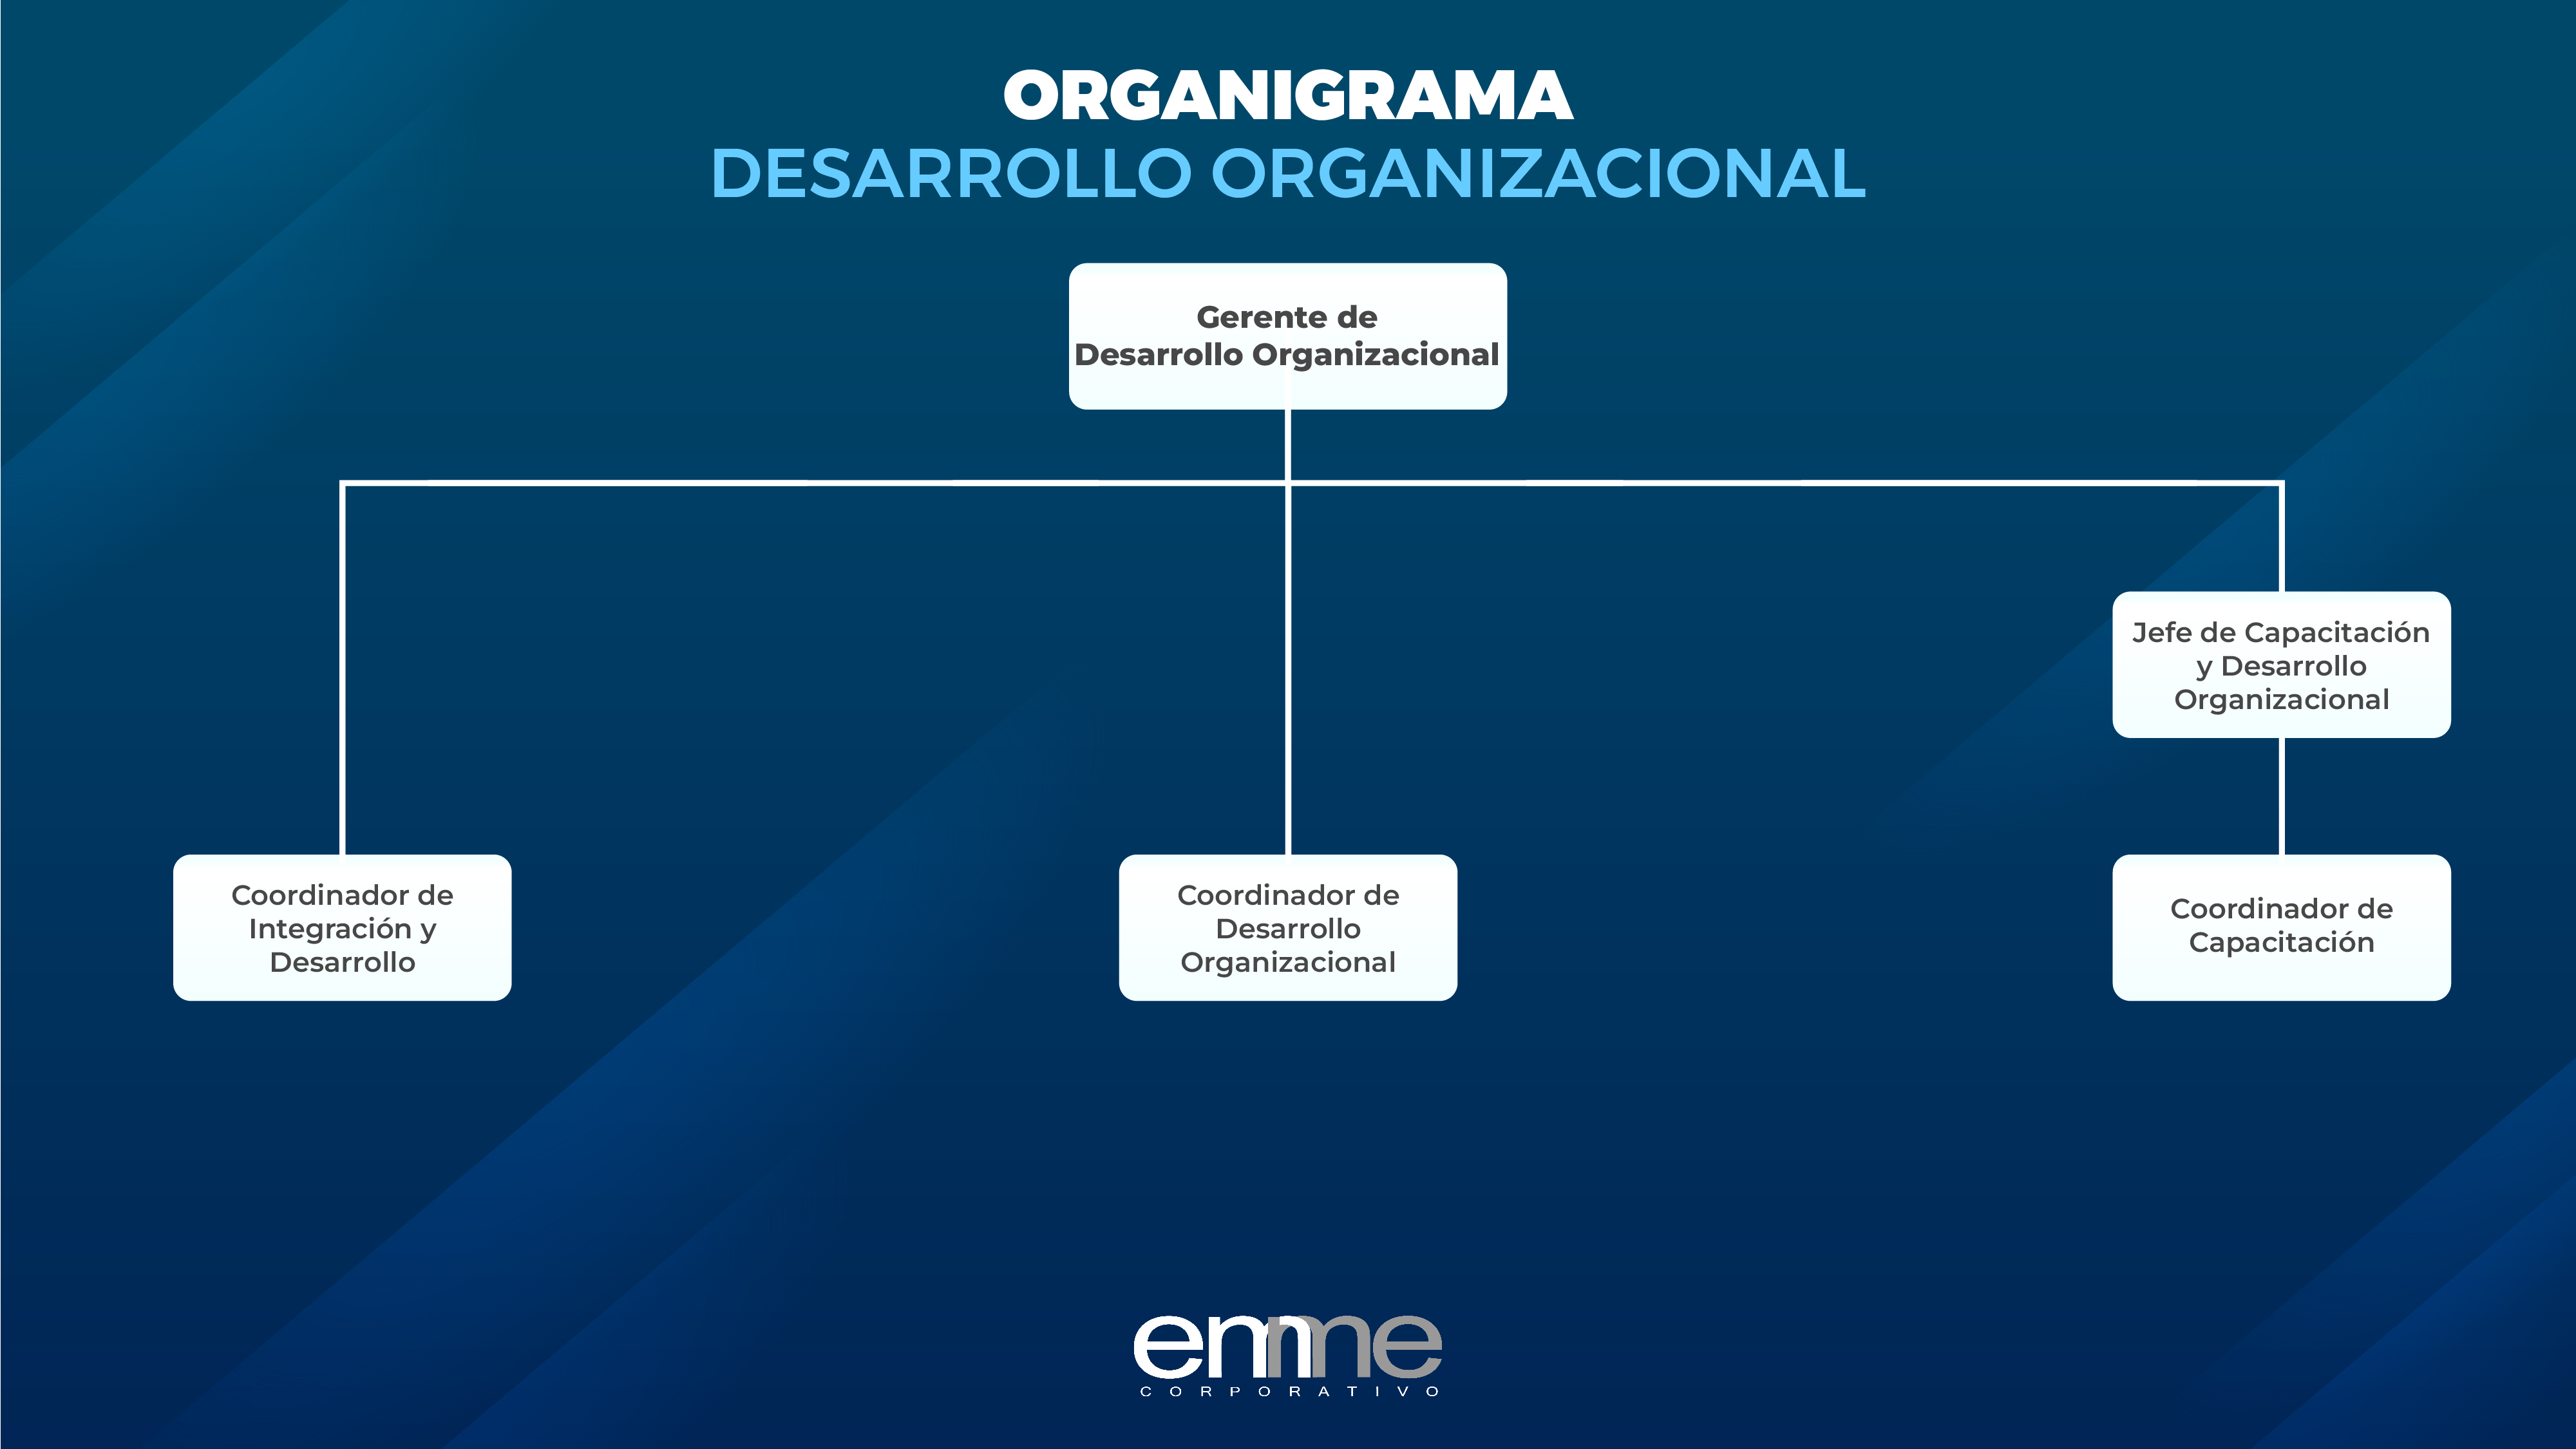 ORGANIGRAMA
DESARROLLO ORGANIZACIONAL
Gerente de
Desarrollo Organizacional
Jefe de Capacitación
y Desarrollo
Organizacional
Coordinador de
Integración y
Desarrollo
Coordinador de
Desarrollo
Organizacional
Coordinador de
Capacitación
emme
CORPORATIVO